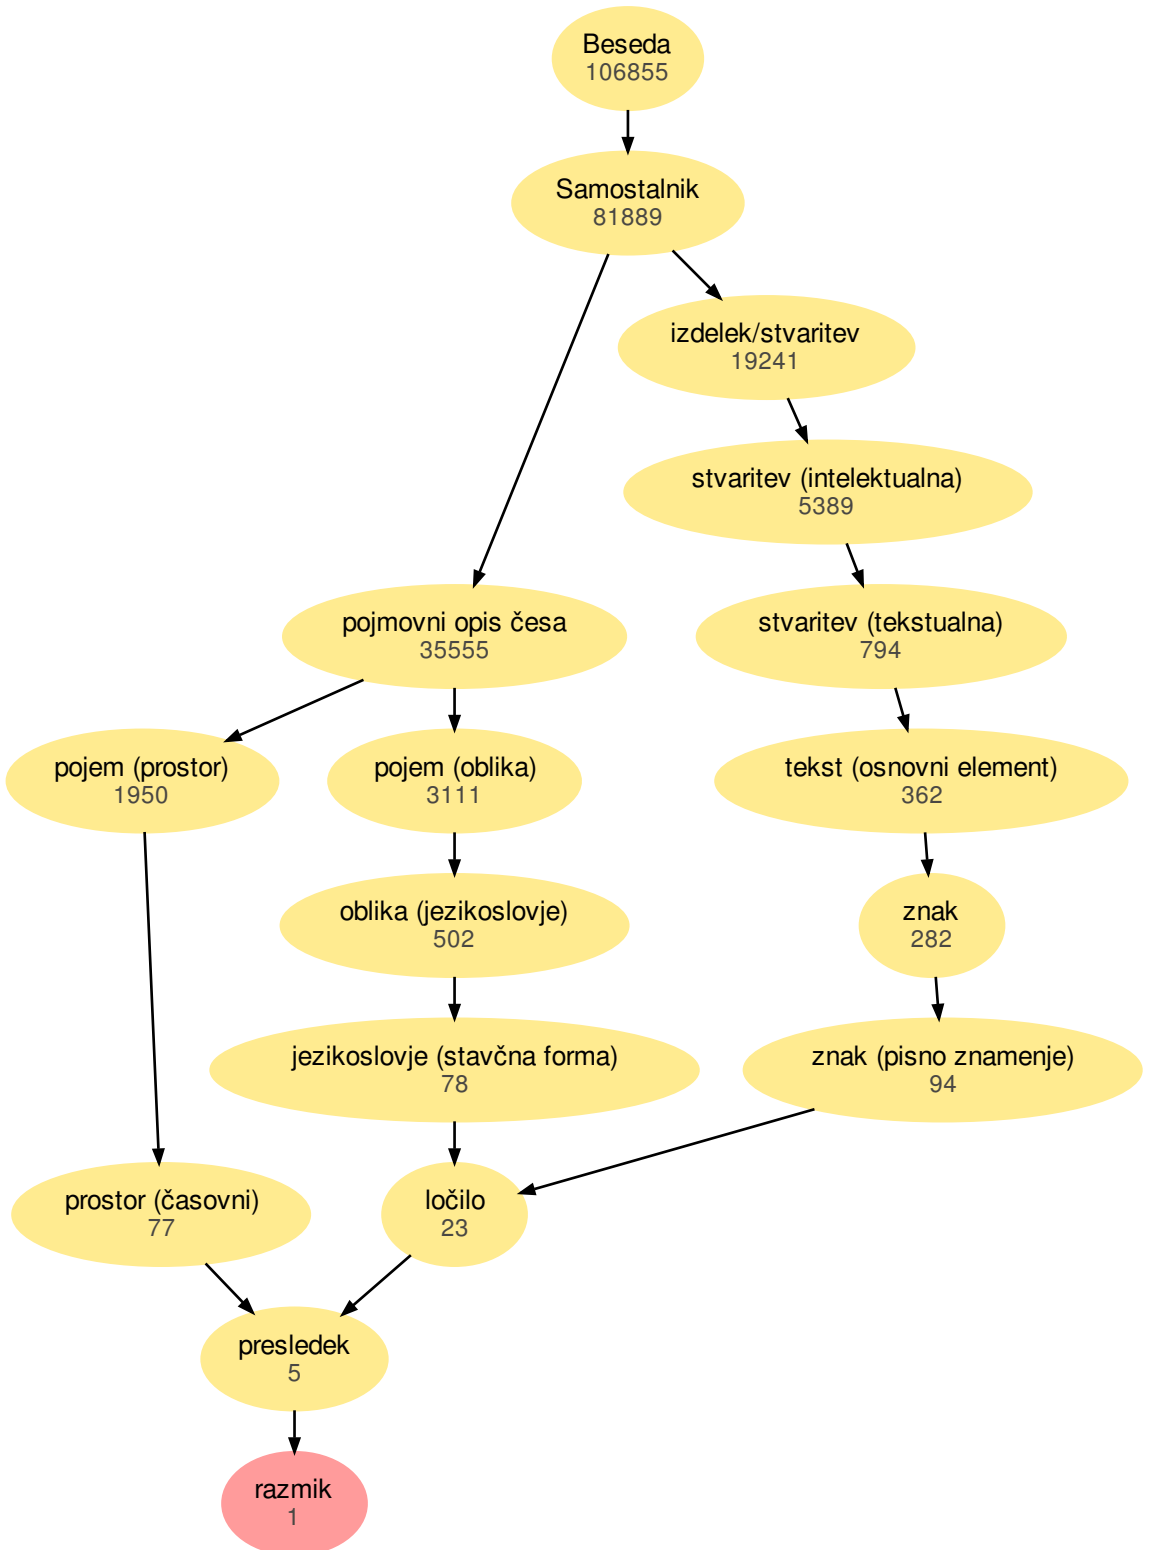 Beseda
106855
Samostalnik
81889
izdelek/stvaritev
19241
stvaritev (intelektualna)
5389
pojmovni opis česa
35555
stvaritev (tekstualna)
794
pojem (prostor)
1950
pojem (oblika)
3111
tekst (osnovni element)
362
oblika (jezikoslovje)
502
znak
282
jezikoslovje (stavčna forma)
78
znak (pisno znamenje)
94
prostor (časovni)
77
ločilo
23
presledek
5
razmik
1